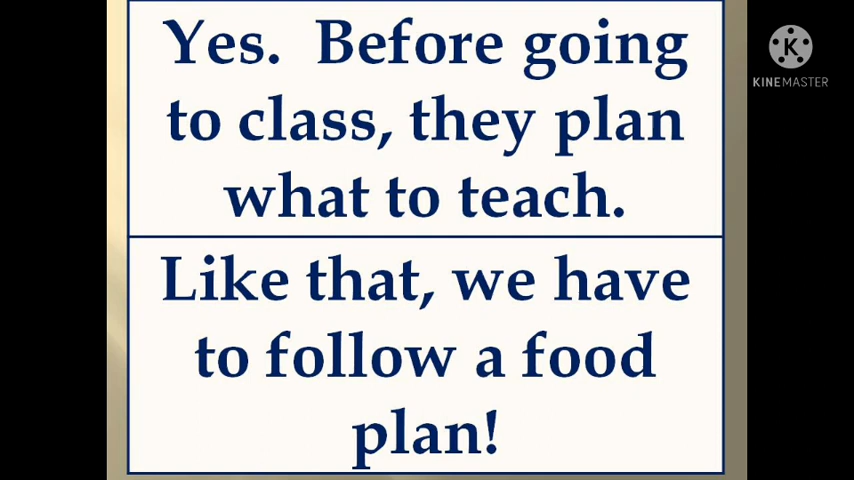 Yes. Before going
to class, they plan
what to teach.
Like that, we have
to follow a food
plan!
K
KINEMASTER